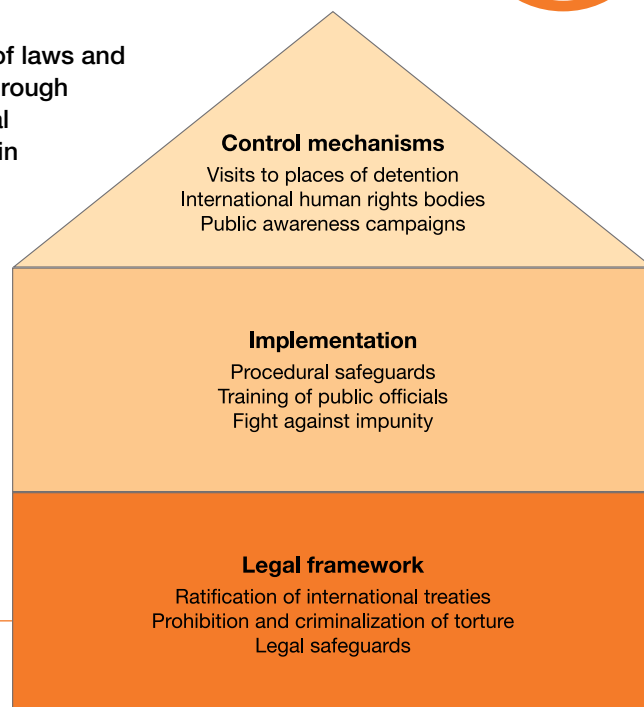 of laws and
rough
al
in
Control mechanisms
Visits to places of detention
International human rights bodies
Public awareness campaigns
Implementation
Procedural safeguards
Training of public officials
Fight against impunity
Legal framework
Ratification of international treaties
Prohibition and criminalization of torture
Legal safeguards